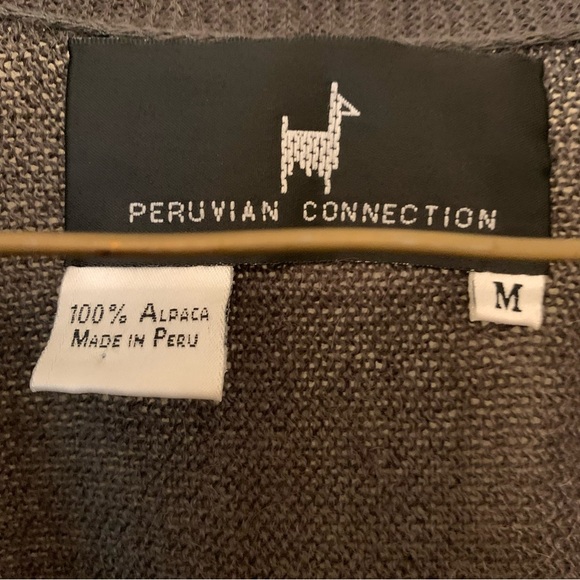 PERUVIAN CONNECTION
100% ALPACA
MADE IN PERU
M